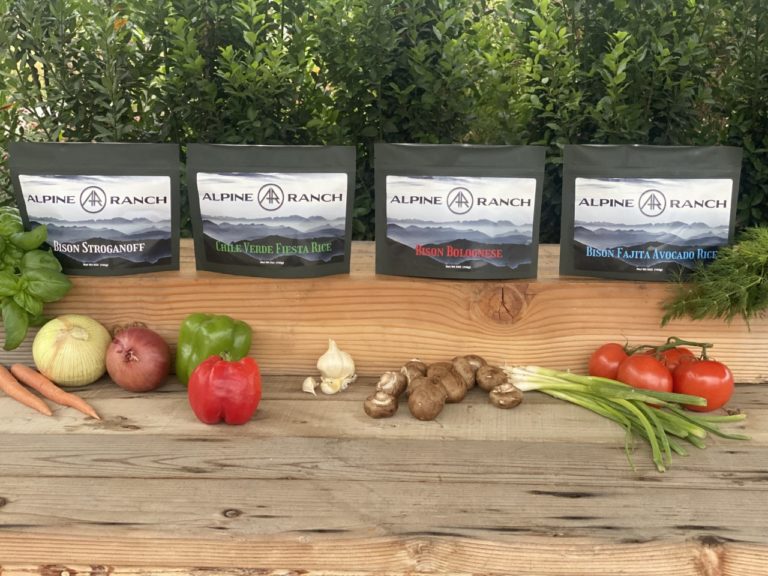 ALPINE RANCH
BISON STROGANOFF
ALPINE RANCH
CHILE VERDE FIESTA RICE
ALPINE RANCH
BISON BOLOGNESE
ALPINE RANCH
BISON FAJITA AVOCADO RICE